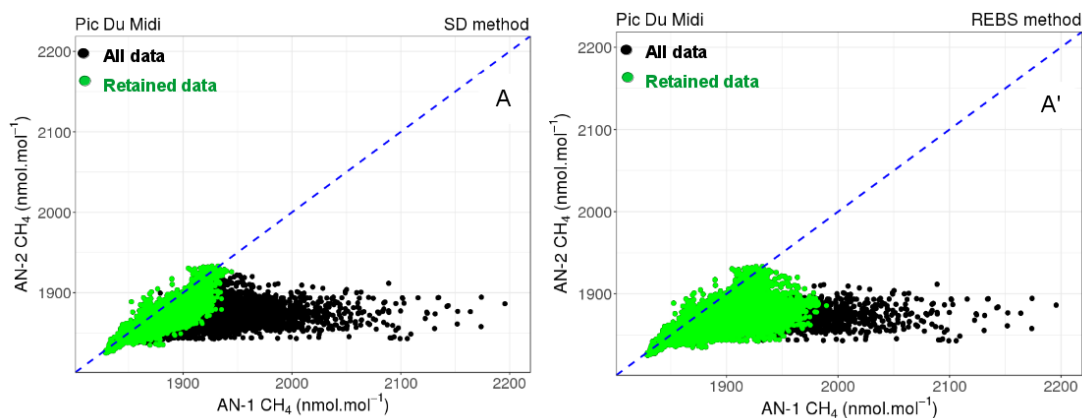 Pic Du Midi SD method
All data
Retained data
A
2200
2100
2000
1900
AN-2 CH₄ (nmol.mol⁻¹)
1900 2000 2100 2200
AN-1 CH₄ (nmol.mol⁻¹)
Pic Du Midi REBS method
All data
Retained data
A'
2200
2100
2000
1900
AN-2 CH₄ (nmol.mol⁻¹)
1900 2000 2100 2200
AN-1 CH₄ (nmol.mol⁻¹)